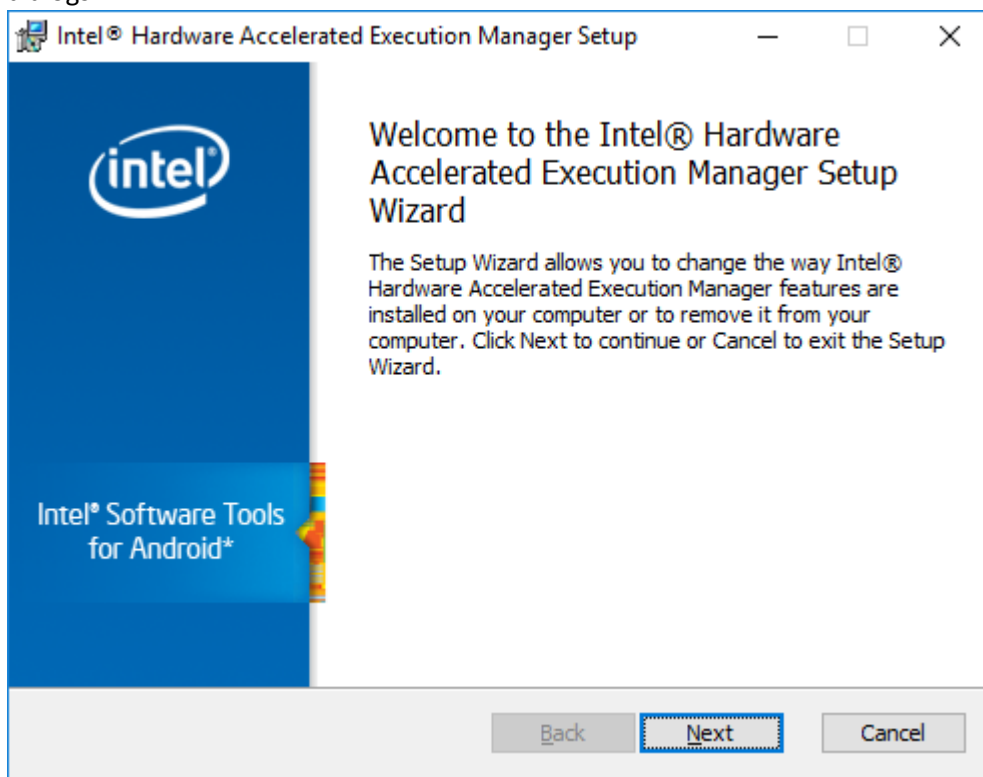 Intel® Hardware Accelerated Execution Manager Setup
intel®
Welcome to the Intel® Hardware
Accelerated Execution Manager Setup
Wizard
The Setup Wizard allows you to change the way Intel®
Hardware Accelerated Execution Manager features are
installed on your computer or to remove it from your
computer. Click Next to continue or Cancel to exit the Setup
Wizard.
Intel® Software Tools
for Android*
Back
Next
Cancel